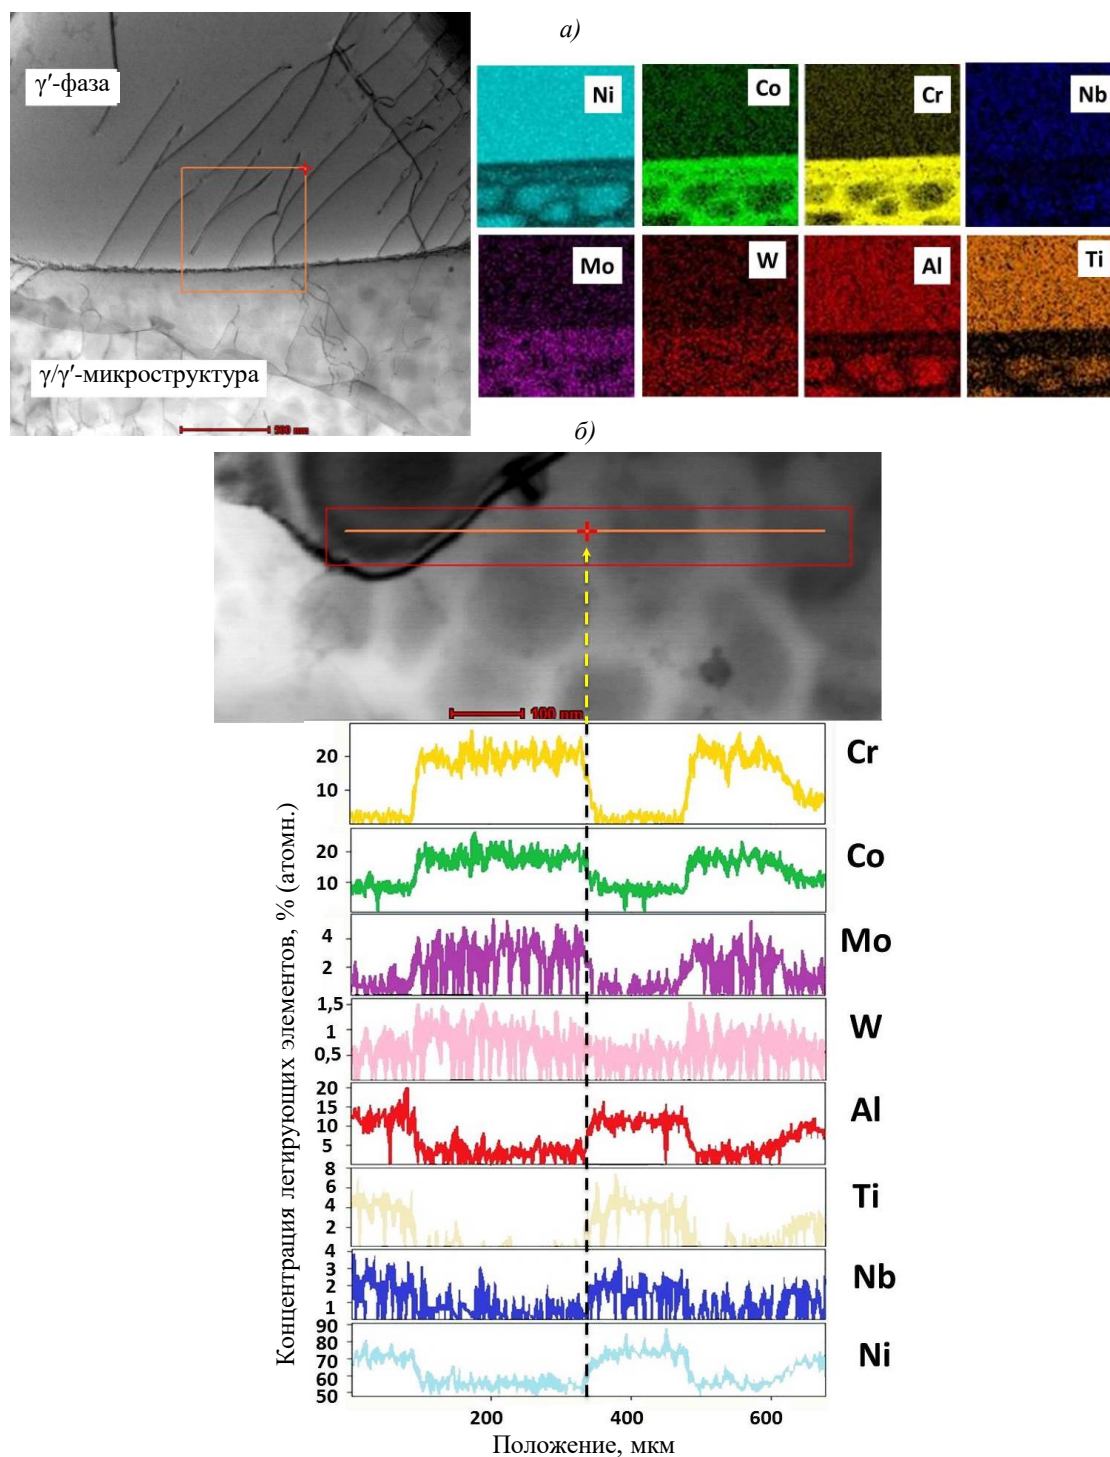 а)
γ′-фаза
Ni
Co
Cr
Nb
Mo
W
Al
Ti
γ/γ′-микроструктура
500 nm
б)
100 nm
Концентрация легирующих элементов, % (атомн.)
20
10
Cr
20
10
Co
4
2
Mo
1,5
1
0,5
W
20
15
10
5
Al
8
6
4
2
Ti
4
3
2
1
Nb
90
80
70
60
50
Ni
200
400
600
Положение, мкм